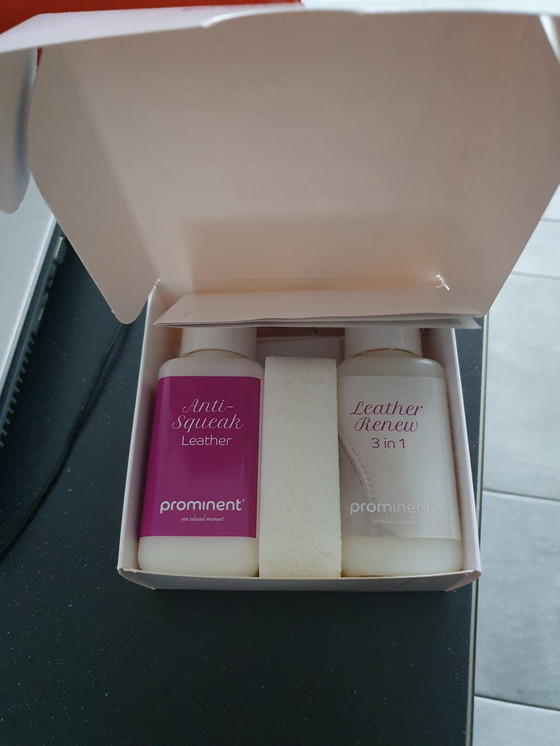 Anti-
Squeak
Leather
prominent®
Leather
Renew
3 in 1
prominent®